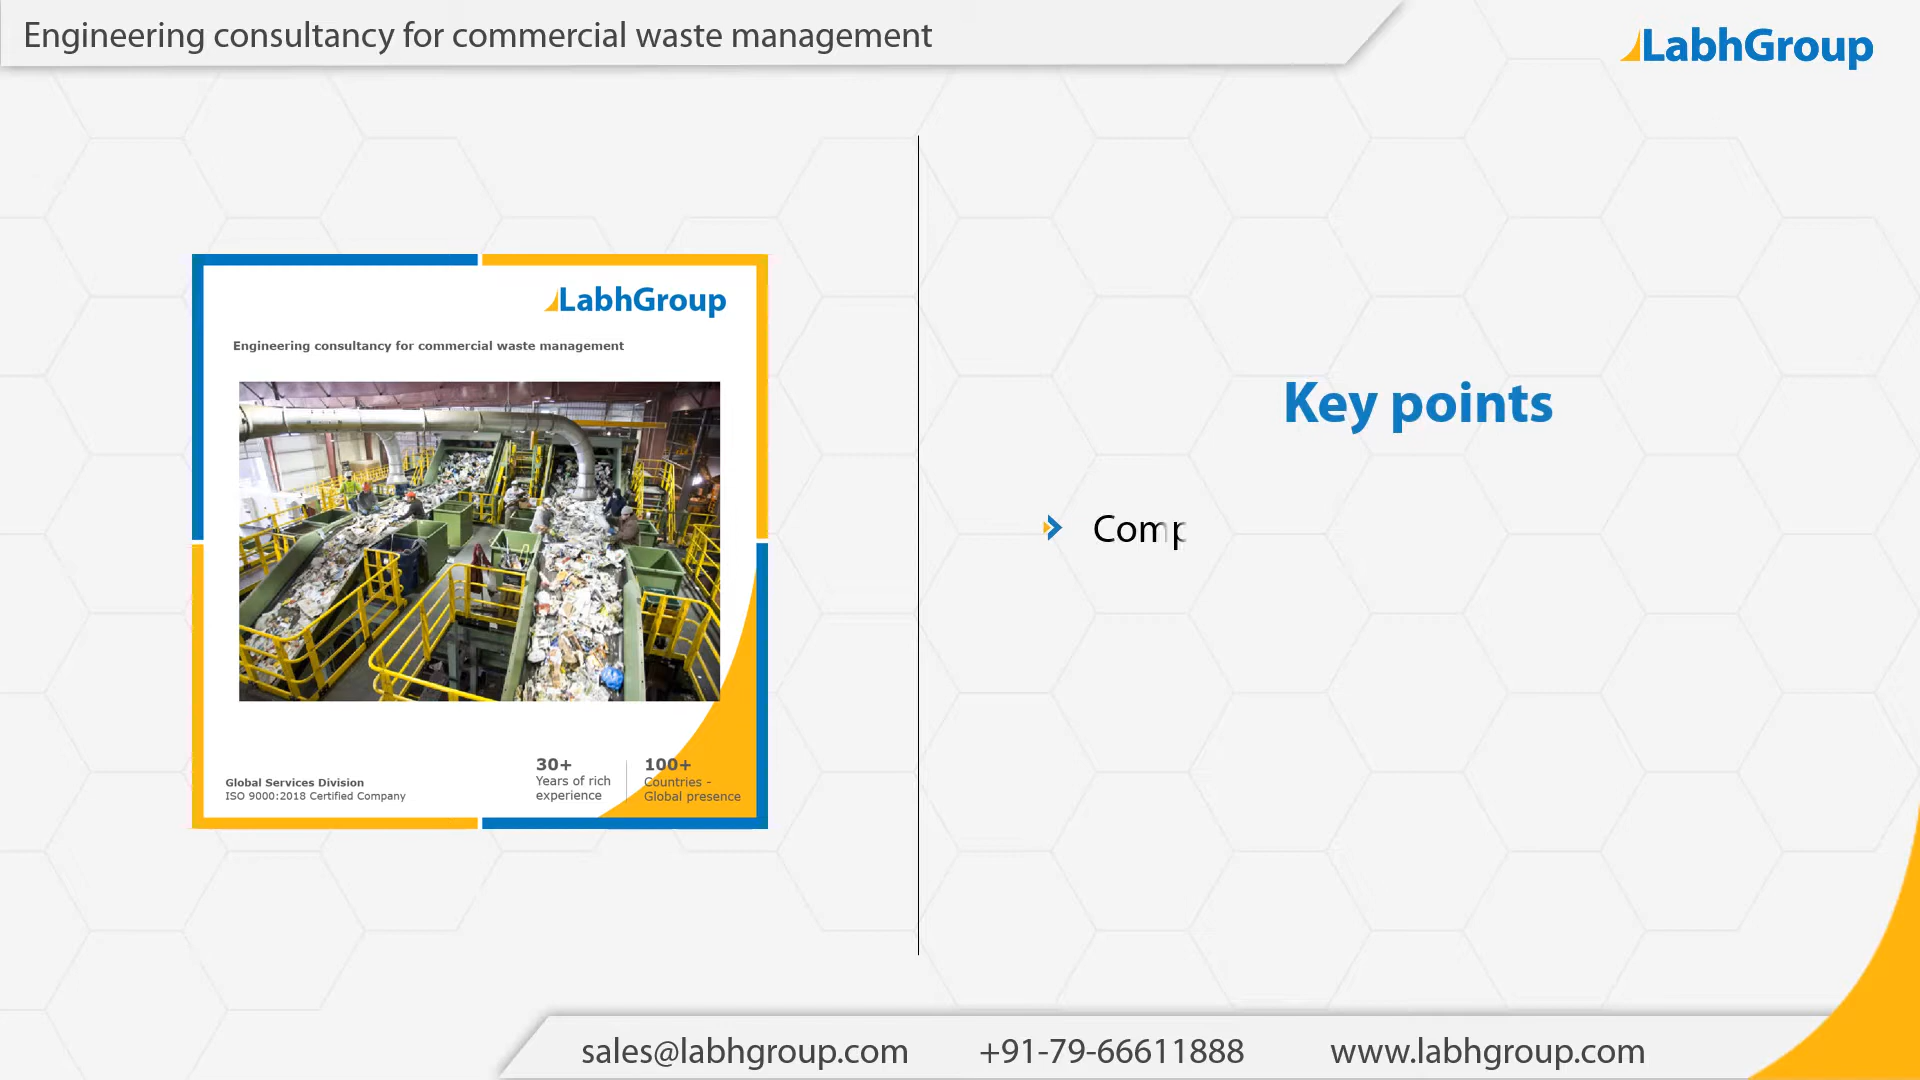 Engineering consultancy for commercial waste management
LabhGroup
LabhGroup
Engineering consultancy for commercial waste management
Global Services Division
ISO 9000:2018 Certified Company
30+
Years of rich
experience
100+
Countries -
Global presence
Key points
Comp
sales@labhgroup.com +91-79-66611888 www.labhgroup.com